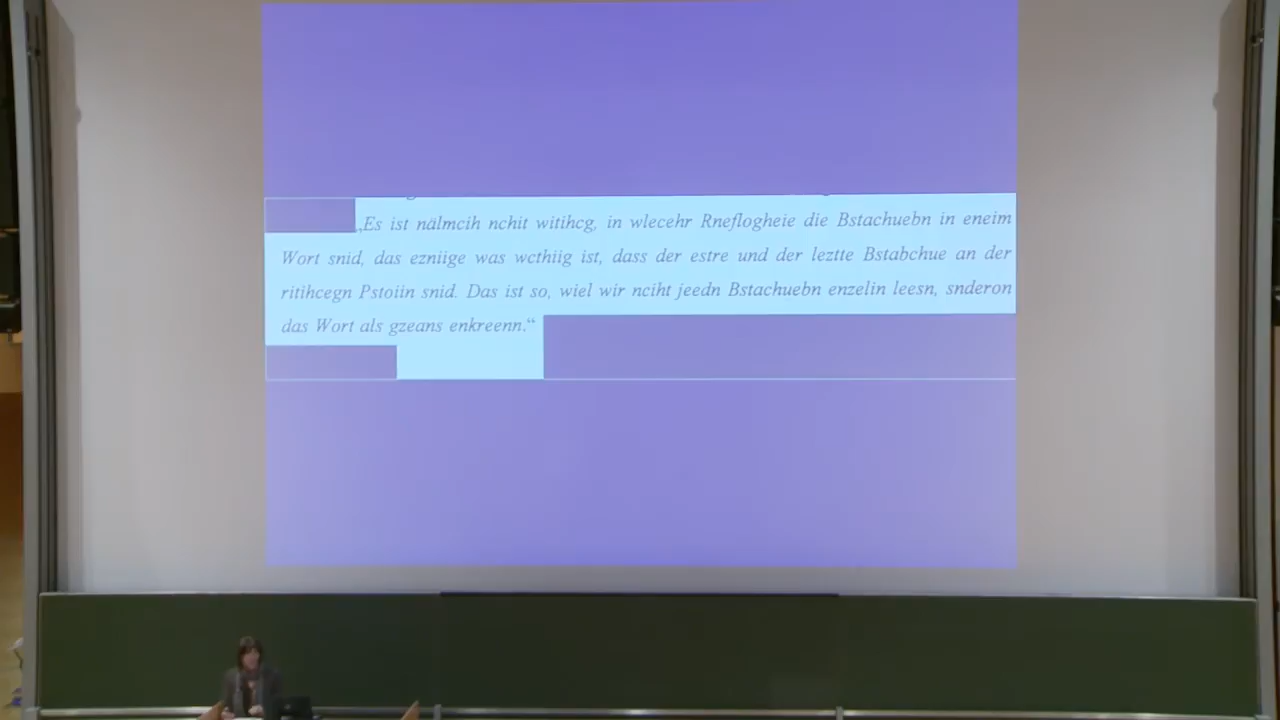 „Es ist nälmcih nchit witihcg, in wlecehr Rneflogheie die Bstachuebn in eneim
Wort snid, das ezniige was wcthiig ist, dass der estre und der leztte Bstabchue an der
ritihcegn Pstoiin snid. Das ist so, wiel wir nciht jeedn Bstachuebn enzelin leesn, snderon
das Wort als gzeans enkreenn.“